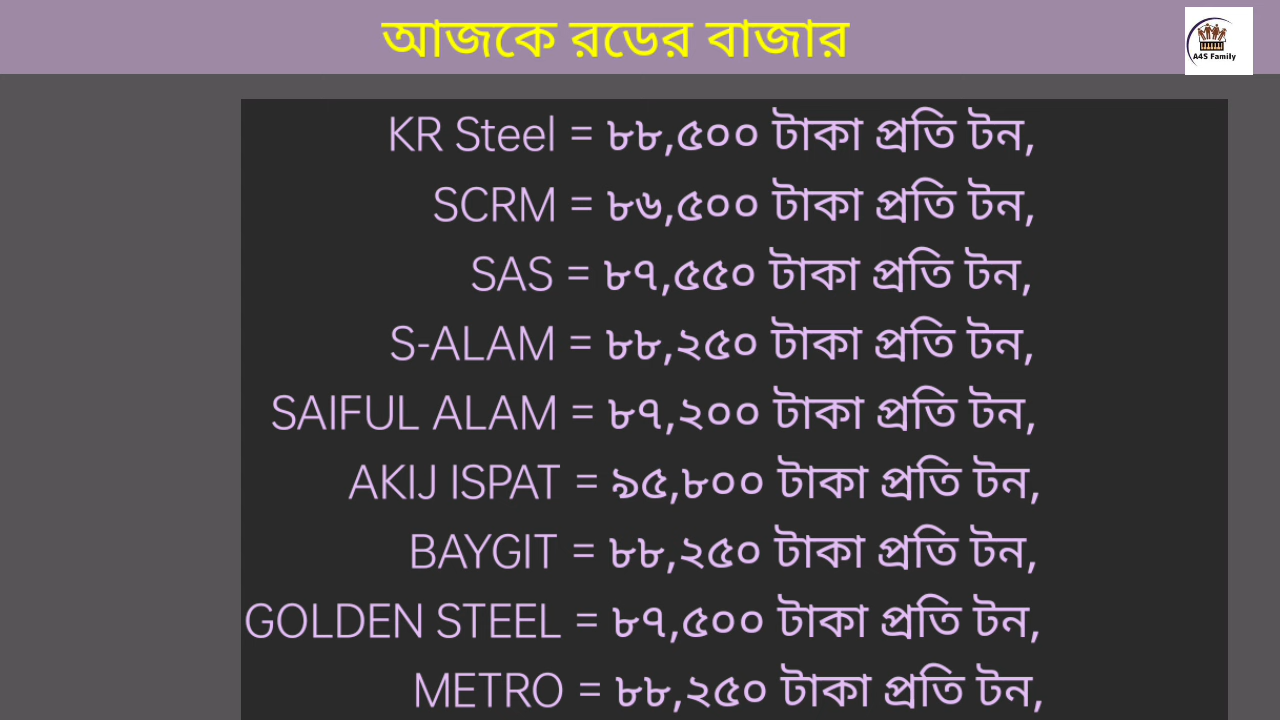 আজকে রডের বাজার
A4S Family
KR Steel = ৮৮,৫০০ টাকা প্রতি টন,
SCRM = ৮৬,৫০০ টাকা প্রতি টন,
SAS = ৮৭,৫৫০ টাকা প্রতি টন,
S-ALAM = ৮৮,২৫০ টাকা প্রতি টন,
SAIFUL ALAM = ৮৭,২০০ টাকা প্রতি টন,
AKIJ ISPAT = ৯৫,৮০০ টাকা প্রতি টন,
BAYGIT = ৮৮,২৫০ টাকা প্রতি টন,
GOLDEN STEEL = ৮৭,৫০০ টাকা প্রতি টন,
METRO = ৮৮,২৫০ টাকা প্রতি টন,